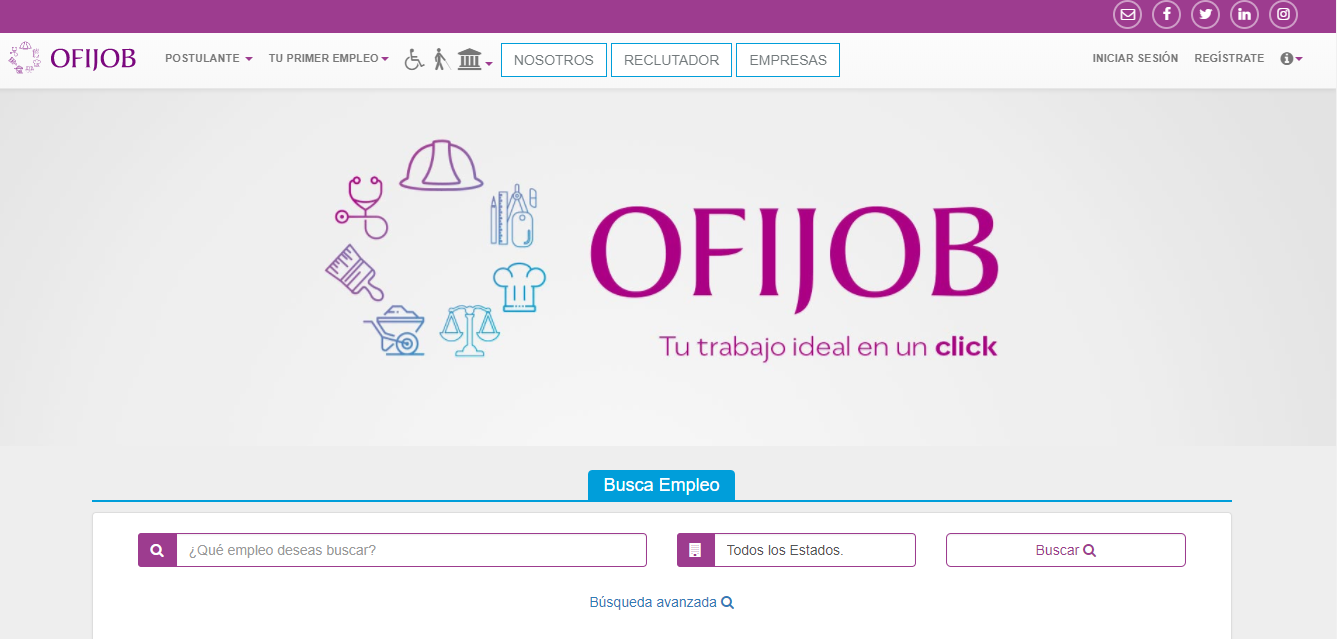 OFIJOB
POSTULANTE
TU PRIMER EMPLEO
NOSOTROS
RECLUTADOR
EMPRESAS
INICIAR SESIÓN
REGÍSTRATE
OFIJOB
Tu trabajo ideal en un click
Busca Empleo
¿Qué empleo deseas buscar?
Todos los Estados.
Buscar
Búsqueda avanzada